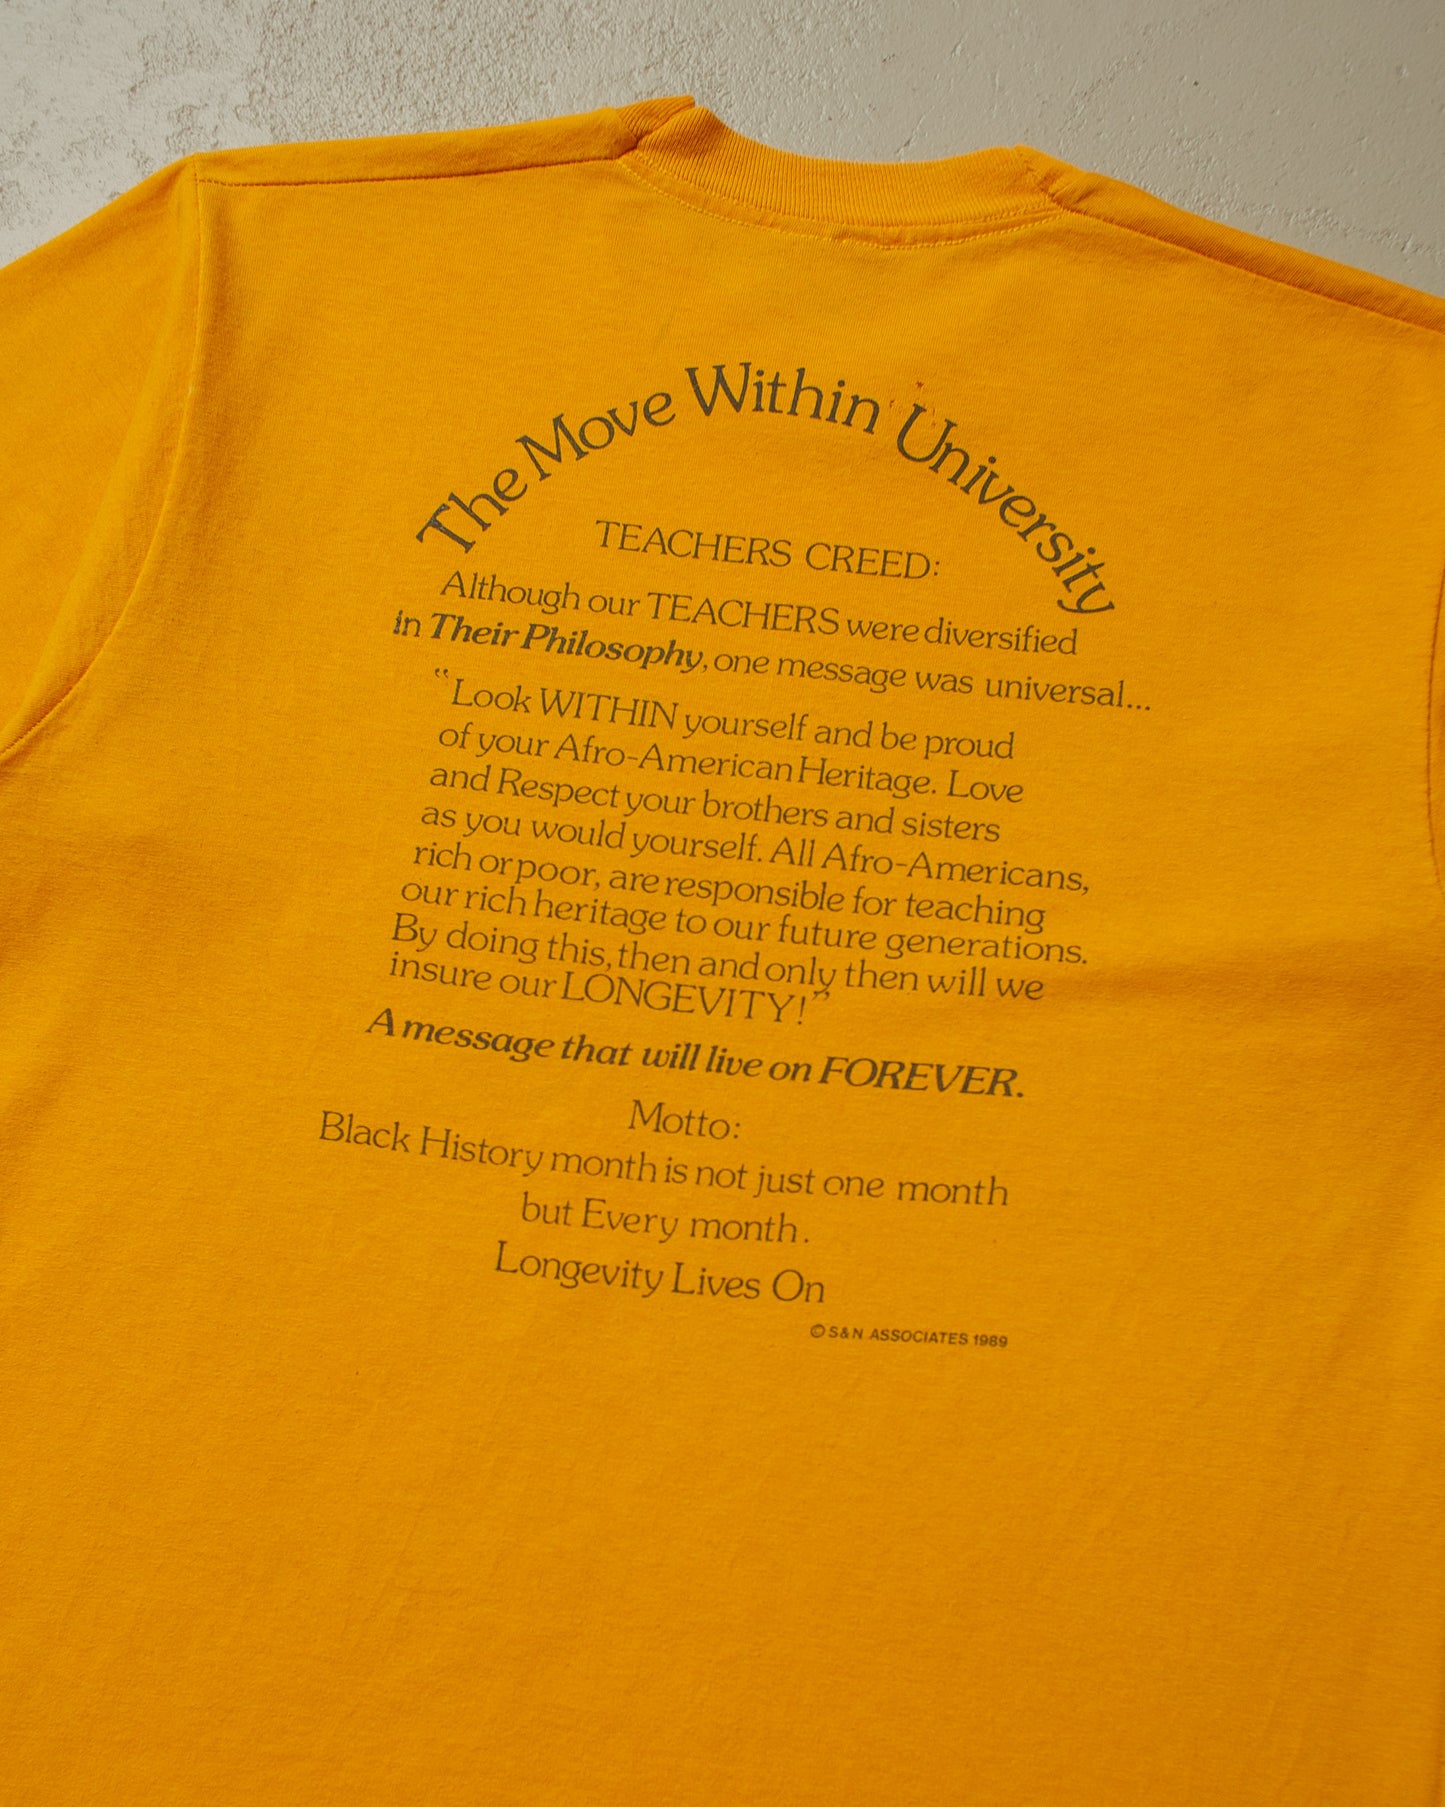 The Move Within University
TEACHERS CREED:
Although our TEACHERS were diversified
in Their Philosophy, one message was universal...
"Look WITHIN yourself and be proud
of your Afro-American Heritage. Love
and Respect your brothers and sisters
as you would yourself. All Afro-Americans,
rich or poor, are responsible for teaching
our rich heritage to our future generations.
By doing this, then and only then will we
insure our LONGEVITY!"
A message that will live on FOREVER.
Motto:
Black History month is not just one month
but Every month.
Longevity Lives On
© S&N ASSOCIATES 1989